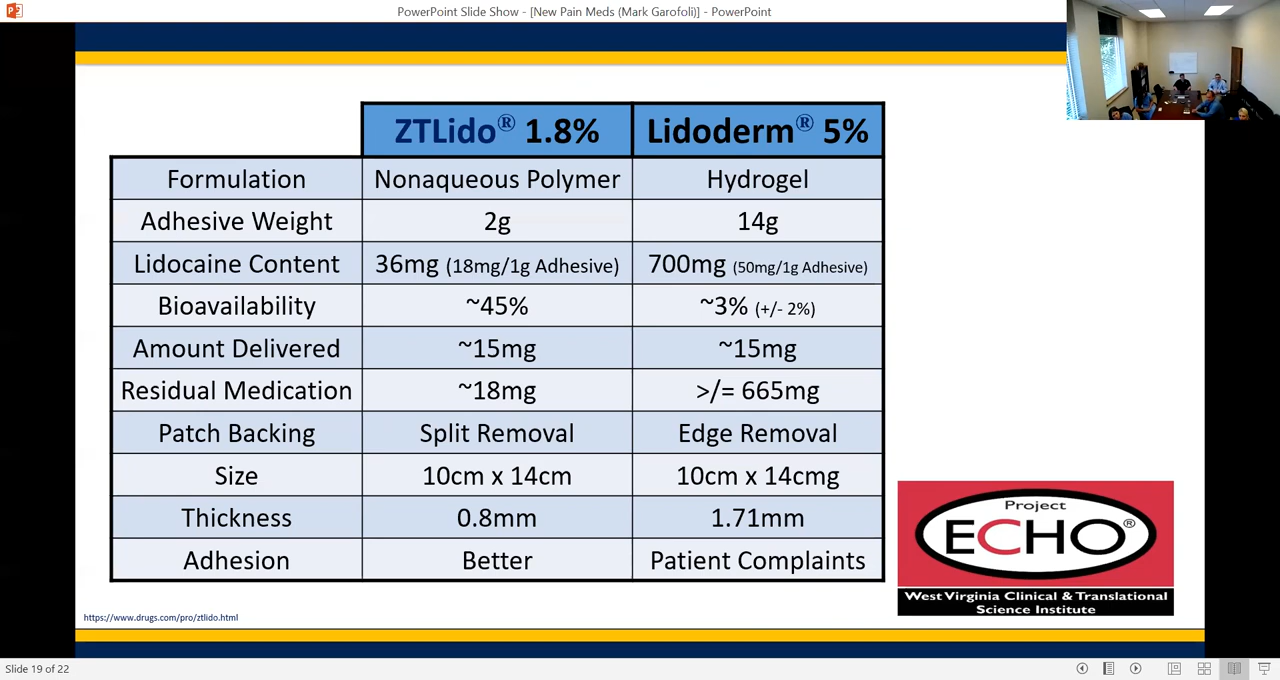 PowerPoint Slide Show - [New Pain Meds (Mark Garofoli)] - PowerPoint
ZTLido® 1.8% Lidoderm® 5%
Formulation Nonaqueous Polymer Hydrogel
Adhesive Weight 2g 14g
Lidocaine Content 36mg (18mg/1g Adhesive) 700mg (50mg/1g Adhesive)
Bioavailability ~45% ~3% (+/- 2%)
Amount Delivered ~15mg ~15mg
Residual Medication ~18mg >/= 665mg
Patch Backing Split Removal Edge Removal
Size 10cm x 14cm 10cm x 14cmg
Thickness 0.8mm 1.71mm
Adhesion Better Patient Complaints
Project
ECHO®
West Virginia Clinical & Translational
Science Institute
https://www.drugs.com/pro/ztlido.html
Slide 19 of 22